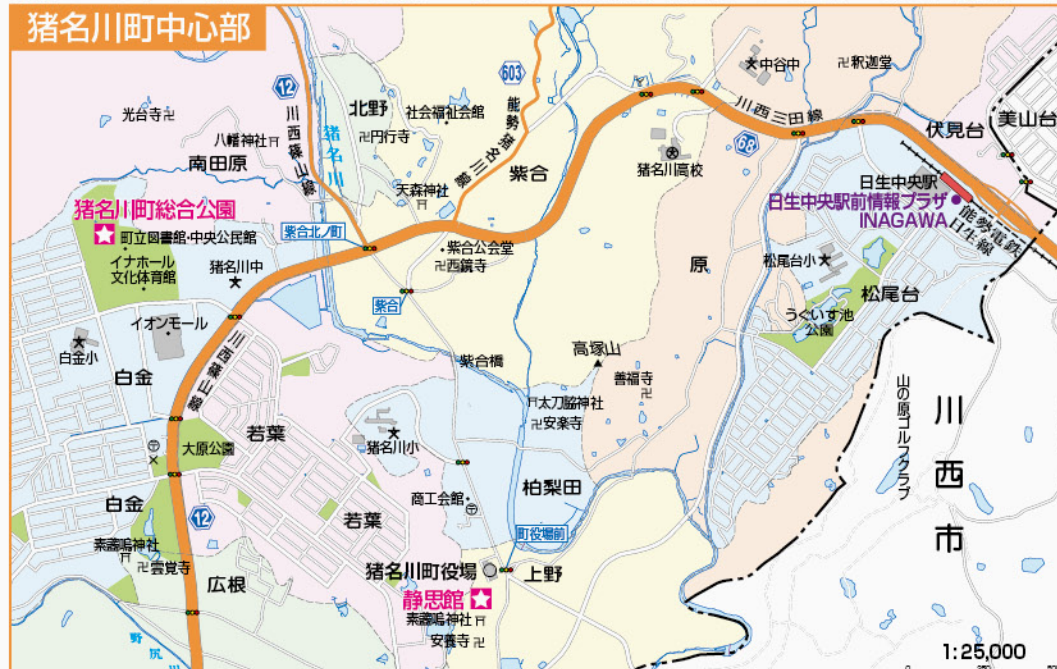 猪名川町中心部
光台寺
八幡神社
南田原
12
川西篠山線
猪名川
北野
円行寺
社会福祉会館
天森神社
603
能勢猪名川線
紫合
中谷中
釈迦堂
川西三田線
68
猪名川高校
伏見台
美山台
日生中央駅
日生中央駅前情報プラザ
INAGAWA
能勢電鉄
日生線
猪名川町総合公園
町立図書館・中央公民館
イナホール
文化体育館
猪名川中
紫合北ノ町
紫合公会堂
西鏡寺
紫合
原
松尾台小
松尾台
うぐいす池
公園
イオンモール
白金小
白金
川西篠山線
紫合橋
高塚山
善福寺
太刀脇神社
安楽寺
山の原ゴルフクラブ
川西市
大原公園
若葉
猪名川小
白金
12
若葉
商工会館
柏梨田
町役場前
素盞嗚神社
雲覚寺
広根
猪名川町役場
上野
静思館
素盞嗚神社
安養寺
野尻
1:25,000